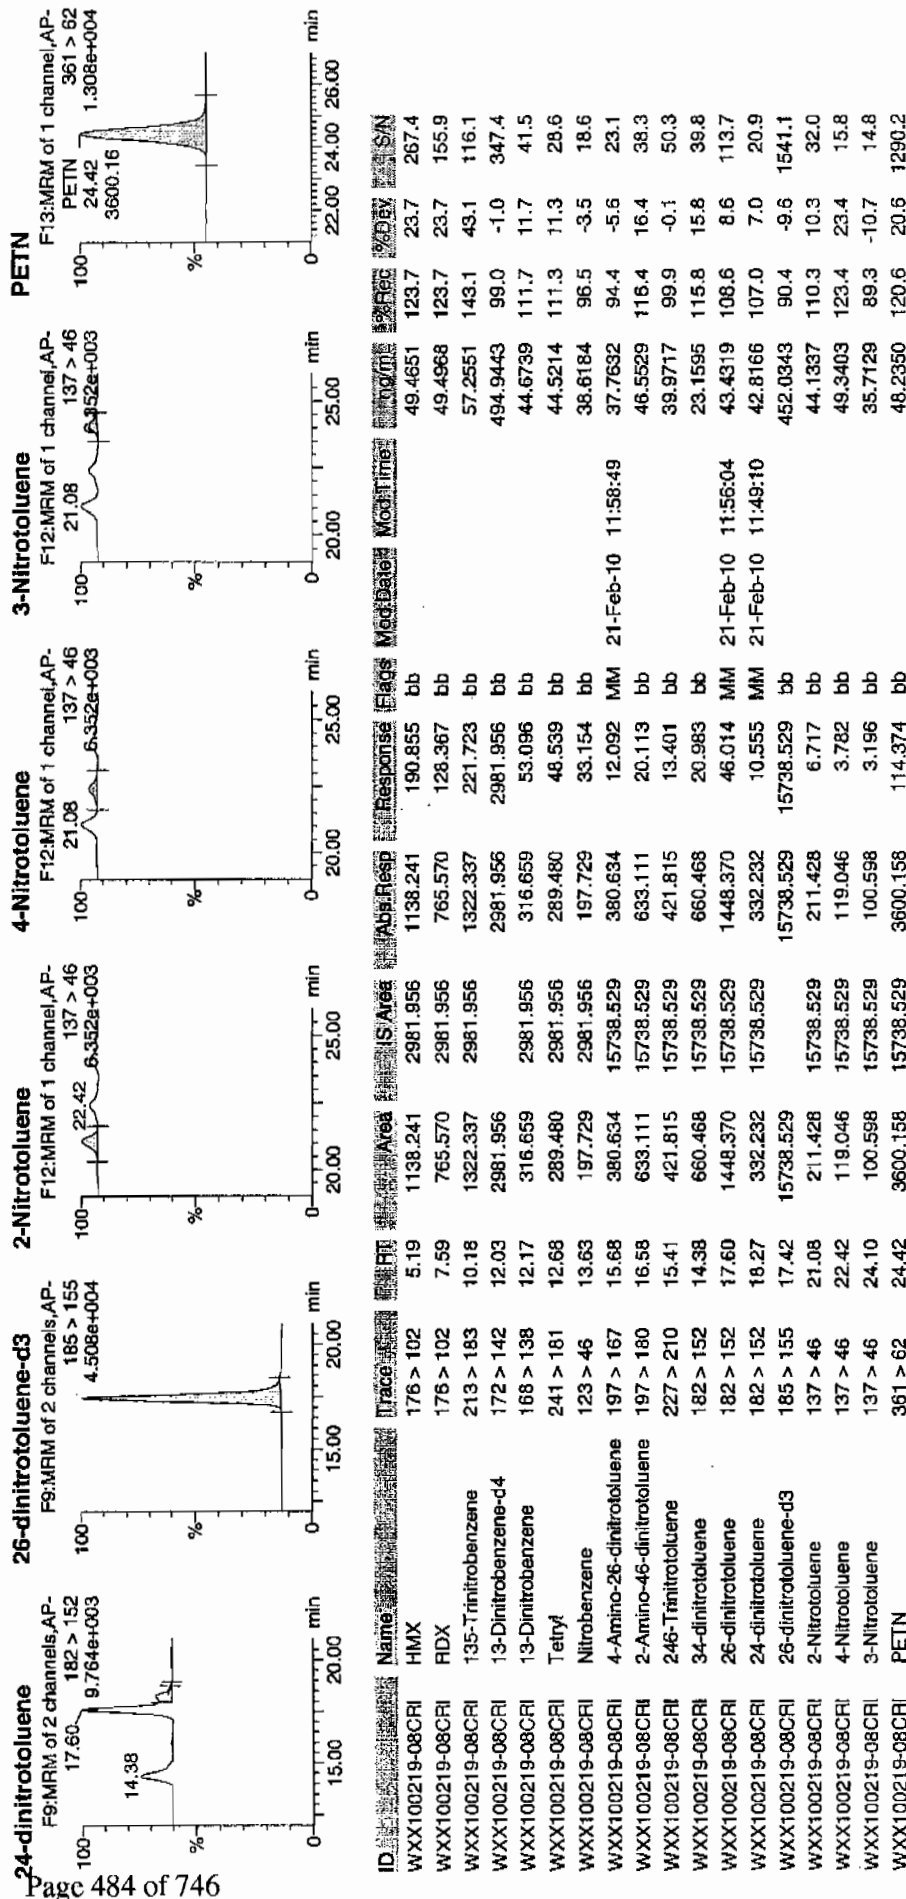 24-dinitrotoluene
F9:MRM of 2 channels,AP-
182 > 152
9.764e+003
17.60
14.38
100
%
0
15.00 20.00
min
26-dinitrotoluene-d3
F9:MRM of 2 channels,AP-
185 > 155
4.508e+004
100
%
0
15.00 20.00
min
2-Nitrotoluene
F12:MRM of 1 channel,AP-
137 > 46
6.352e+003
22.42
100
%
0
20.00 25.00
min
4-Nitrotoluene
F12:MRM of 1 channel,AP-
137 > 46
6.352e+003
21.08
100
%
0
20.00 25.00
min
3-Nitrotoluene
F12:MRM of 1 channel,AP-
137 > 46
6.352e+003
21.08
100
%
0
20.00 25.00
min
PETN
F13:MRM of 1 channel,AP-
361 > 62
1.308e+004
PETN
24.42
3600.16
100
%
0
22.00 24.00 26.00
min
ID Name Trace RT Area IS Area Abs.Resp Response Flags Mod.Date Mod.Time ng/mL %Rec %Dev S/N
WXX100219-08CRI HMX 176 > 102 5.19 1138.241 2981.956 1138.241 190.855 bb 49.4651 123.7 23.7 267.4
WXX100219-08CRI RDX 176 > 102 7.59 765.570 2981.956 765.570 128.367 bb 49.4968 123.7 23.7 155.9
WXX100219-08CRI 135-Trinitrobenzene 213 > 183 10.18 1322.337 2981.956 1322.337 221.723 bb 57.2551 143.1 43.1 116.1
WXX100219-08CRI 13-Dinitrobenzene-d4 172 > 142 12.03 2981.956 2981.956 2981.956 bb 494.9443 99.0 -1.0 347.4
WXX100219-08CRI 13-Dinitrobenzene 168 > 138 12.17 316.659 2981.956 316.659 53.096 bb 44.6739 111.7 11.7 41.5
WXX100219-08CRI Tetryl 241 > 181 12.68 289.480 2981.956 289.480 48.539 bb 44.5214 111.3 11.3 28.6
WXX100219-08CRI Nitrobenzene 123 > 46 13.63 197.729 2981.956 197.729 33.154 bb 38.6184 96.5 -3.5 18.6
WXX100219-08CRI 4-Amino-26-dinitrotoluene 197 > 167 15.68 380.634 15738.529 380.634 12.092 MM 21-Feb-10 11:58:49 37.7632 94.4 -5.6 23.1
WXX100219-08CRI 2-Amino-46-dinitrotoluene 197 > 180 16.58 633.111 15738.529 633.111 20.113 bb 46.5529 116.4 16.4 38.3
WXX100219-08CRI 246-Trinitrotoluene 227 > 210 15.41 421.815 15738.529 421.815 13.401 bb 39.9717 99.9 -0.1 50.3
WXX100219-08CRI 34-dinitrotoluene 182 > 152 14.38 660.468 15738.529 660.468 20.983 bb 23.1595 115.8 15.8 39.8
WXX100219-08CRI 26-dinitrotoluene 182 > 152 17.60 1448.370 15738.529 1448.370 46.014 MM 21-Feb-10 11:56:04 43.4319 108.6 8.6 113.7
WXX100219-08CRI 24-dinitrotoluene 182 > 152 18.27 332.232 15738.529 332.232 10.555 MM 21-Feb-10 11:49:10 42.8166 107.0 7.0 20.9
WXX100219-08CRI 26-dinitrotoluene-d3 185 > 155 17.42 15738.529 15738.529 15738.529 bb 452.0343 90.4 -9.6 1541.1
WXX100219-08CRI 2-Nitrotoluene 137 > 46 21.08 211.428 15738.529 211.428 6.717 bb 44.1337 110.3 10.3 32.0
WXX100219-08CRI 4-Nitrotoluene 137 > 46 22.42 119.046 15738.529 119.046 3.782 bb 49.3403 123.4 23.4 15.8
WXX100219-08CRI 3-Nitrotoluene 137 > 46 24.10 100.598 15738.529 100.598 3.196 bb 35.7129 89.3 -10.7 14.8
WXX100219-08CRI PETN 361 > 62 24.42 3600.158 15738.529 3600.158 114.374 bb 48.2350 120.6 20.6 1290.2
Page 484 of 746